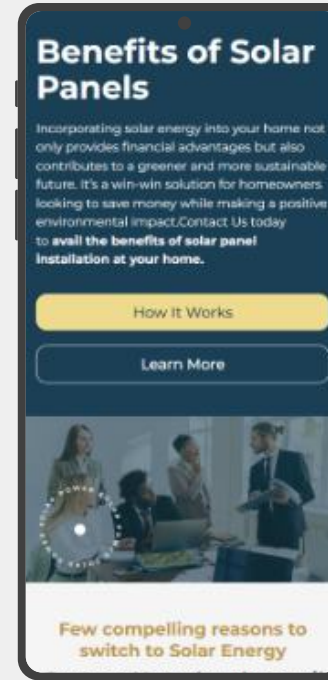 Benefits of Solar
Panels
Incorporating solar energy into your home not
only provides financial advantages but also
contributes to a greener and more sustainable
future. It's a win-win solution for homeowners
looking to save money while making a positive
environmental impact.Contact Us today
to avail the benefits of solar panel
installation at your home.
How It Works
Learn More
POWER
Few compelling reasons to
switch to Solar Energy